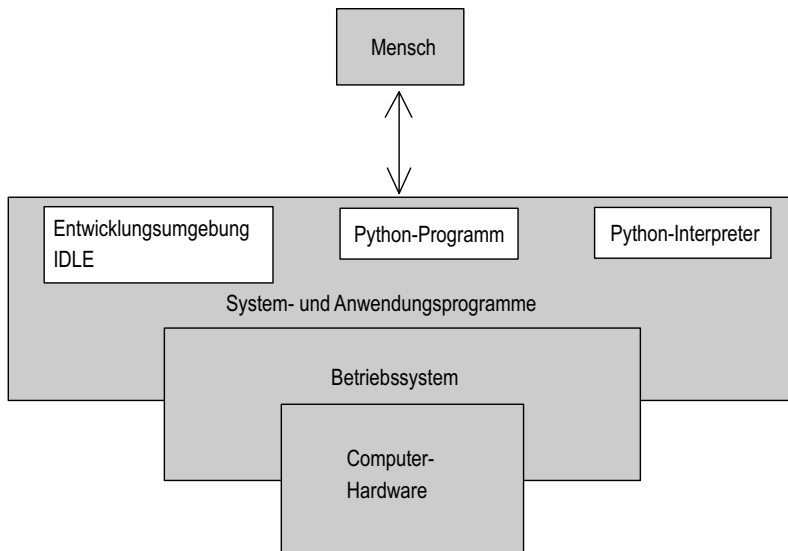 Mensch
Entwicklungsumgebung
IDLE
Python-Programm
Python-Interpreter
System- und Anwendungsprogramme
Betriebssystem
Computer-
Hardware